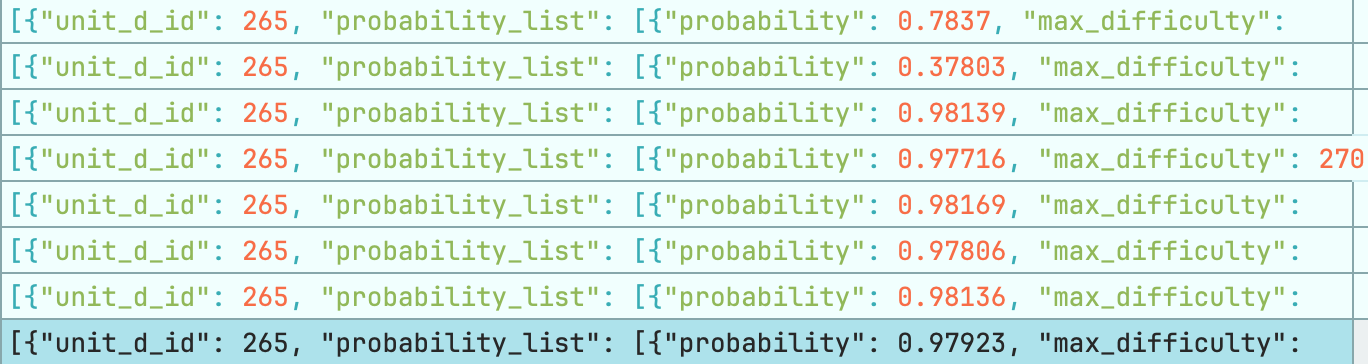 [{"unit_d_id": 265, "probability_list": [{"probability": 0.7837, "max_difficulty":
[{"unit_d_id": 265, "probability_list": [{"probability": 0.37803, "max_difficulty":
[{"unit_d_id": 265, "probability_list": [{"probability": 0.98139, "max_difficulty":
[{"unit_d_id": 265, "probability_list": [{"probability": 0.97716, "max_difficulty": 270
[{"unit_d_id": 265, "probability_list": [{"probability": 0.98169, "max_difficulty":
[{"unit_d_id": 265, "probability_list": [{"probability": 0.97806, "max_difficulty":
[{"unit_d_id": 265, "probability_list": [{"probability": 0.98136, "max_difficulty":
[{"unit_d_id": 265, "probability_list": [{"probability": 0.97923, "max_difficulty":